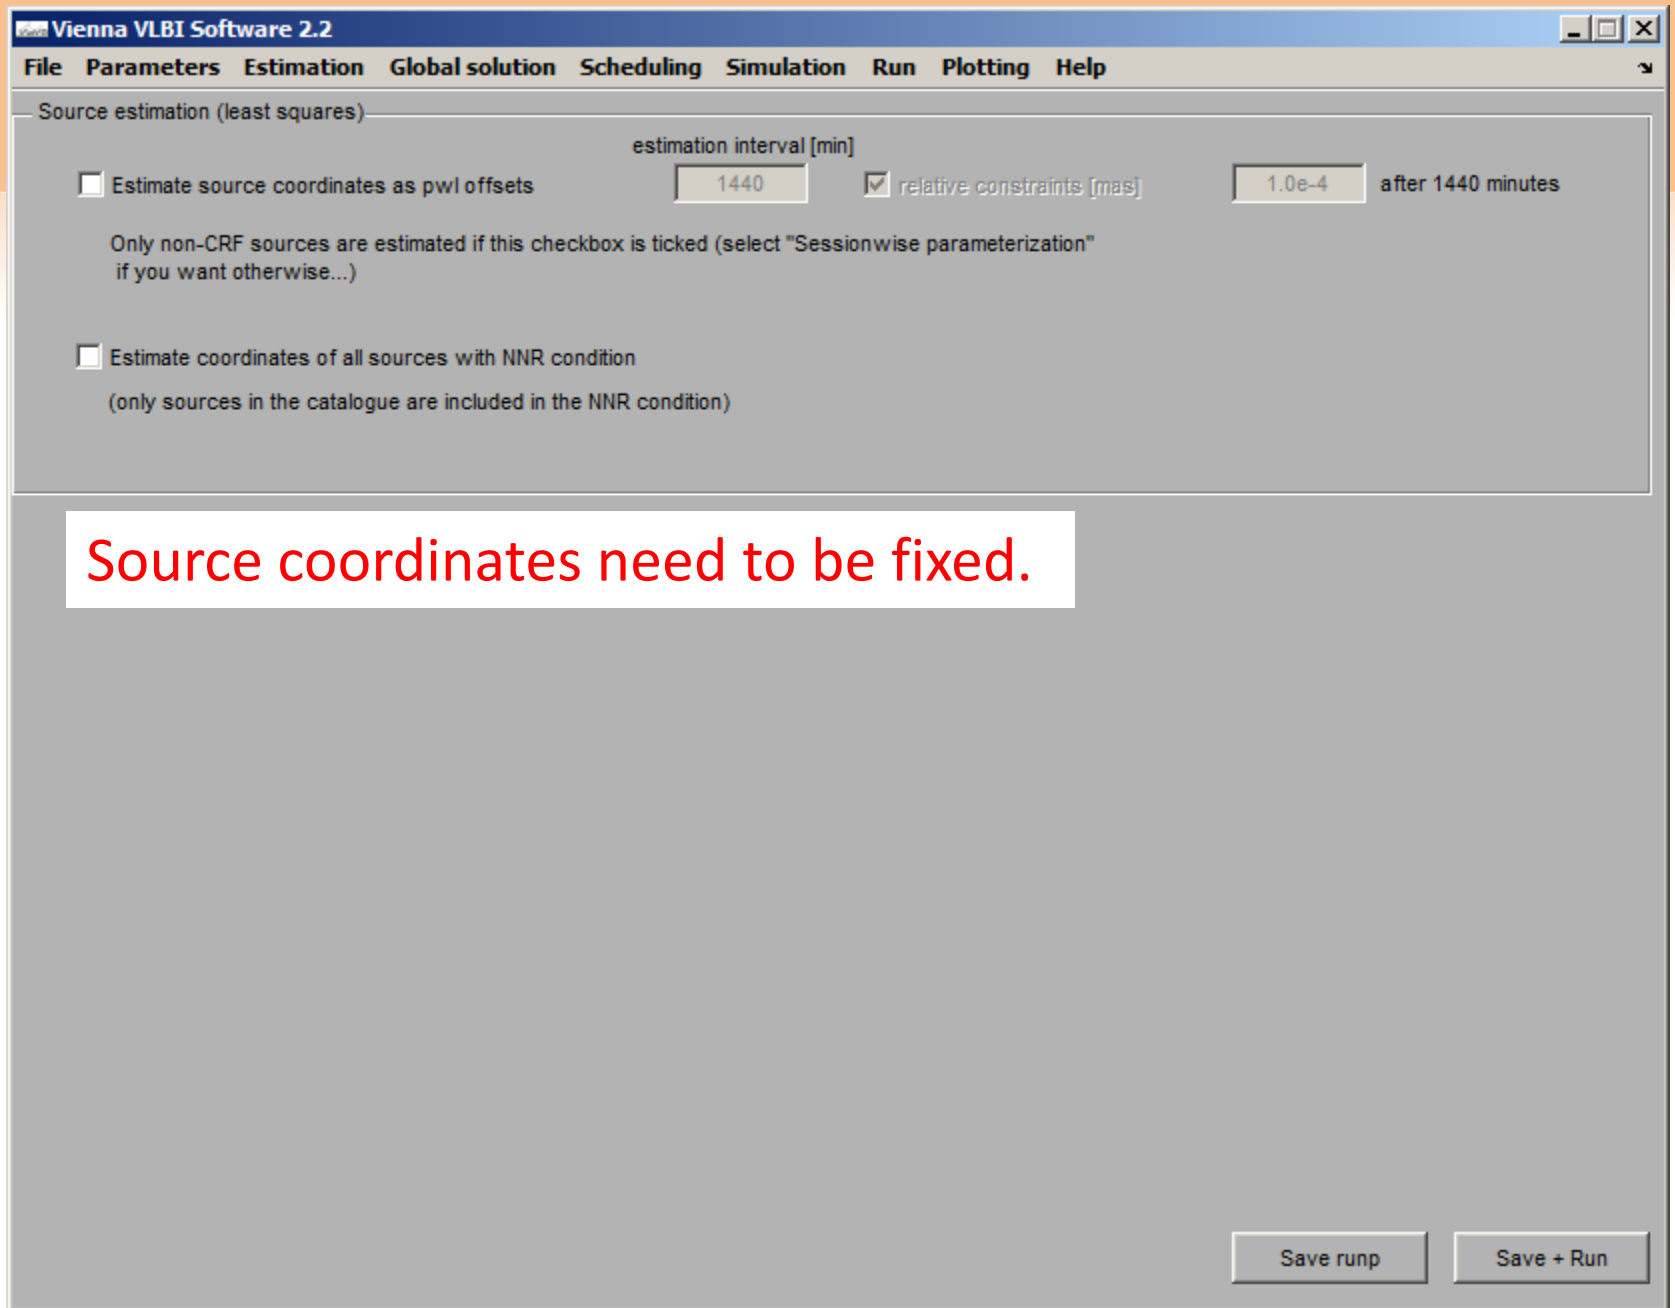 Vienna VLBI Software 2.2
File Parameters Estimation Global solution Scheduling Simulation Run Plotting Help
Source estimation (least squares)
estimation interval [min]
Estimate source coordinates as pwl offsets 1440 relative constraints [mas] 1.0e-4 after 1440 minutes
Only non-CRF sources are estimated if this checkbox is ticked (select "Sessionwise parameterization"
if you want otherwise...)
Estimate coordinates of all sources with NNR condition
(only sources in the catalogue are included in the NNR condition)
Source coordinates need to be fixed.
Save runp Save + Run